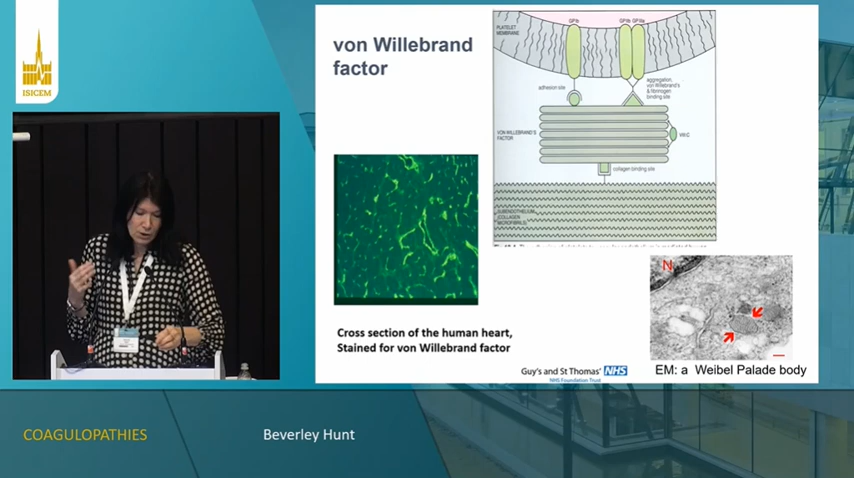 ISICEM
von Willebrand
factor
PLATELET
MEMBRANE
GPIb
GPIIb GPIIIa
adhesion site
aggregation,
von Willebrand's
& fibrinogen
binding site
VON WILLEBRAND'S
FACTOR
VIII:C
collagen binding site
SUBENDOTHELIUM
COLLAGEN
MICROFIBRILS
N
Cross section of the human heart,
Stained for von Willebrand factor
Guy's and St Thomas' NHS
NHS Foundation Trust
EM: a Weibel Palade body
COAGULOPATHIES
Beverley Hunt